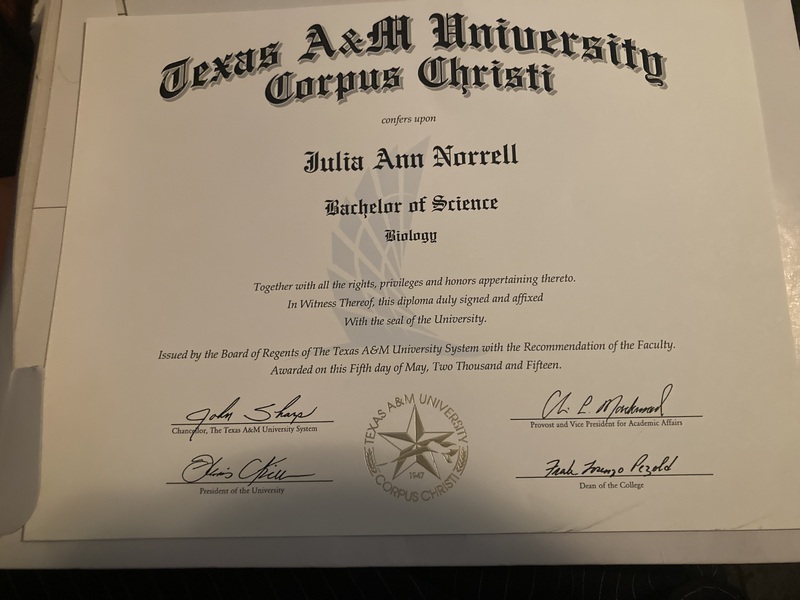 Texas A&M University
Corpus Christi
confers upon
Julia Ann Norrell
Bachelor of Science
Biology
Together with all the rights, privileges and honors appertaining thereto.
In Witness Thereof, this diploma duly signed and affixed
With the seal of the University.
Issued by the Board of Regents of The Texas A&M University System with the Recommendation of the Faculty.
Awarded on this Fifth day of May, Two Thousand and Fifteen.
John Sharp
Chancellor, The Texas A&M University System
Provost and Vice President for Academic Affairs
TEXAS A&M UNIVERSITY
1947
CORPUS CHRISTI
President of the University
Dean of the College